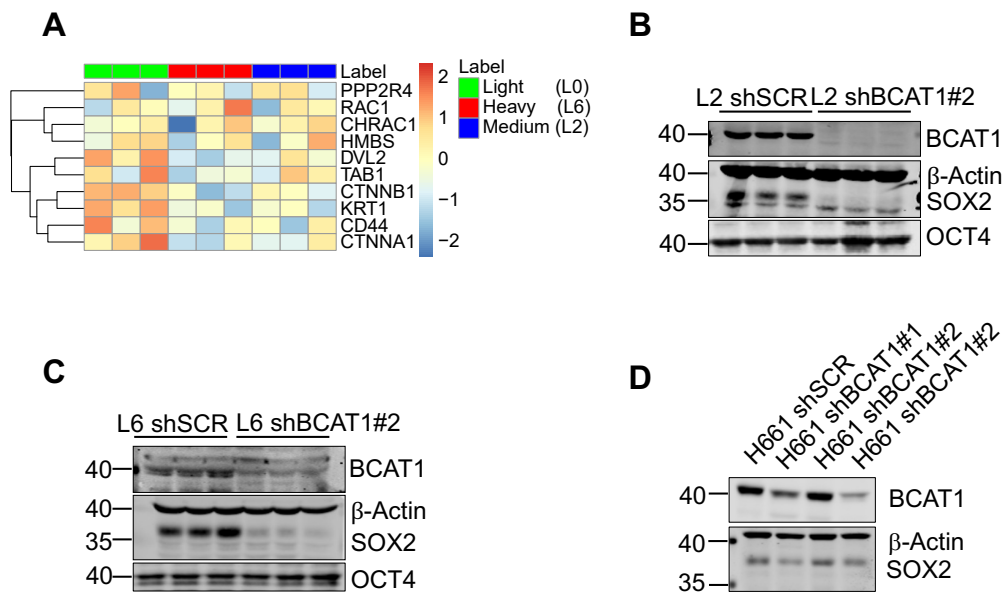 A
Label
PPP2R4
RAC1
CHRAC1
HMBS
DVL2
TAB1
CTNNB1
KRT1
CD44
CTNNA1
2
1
0
−1
−2
Label
Light (L0)
Heavy (L6)
Medium (L2)
B
L2 shSCR L2 shBCAT1#2
40 BCAT1
40 β-Actin
35 SOX2
40 OCT4
C
L6 shSCR L6 shBCAT1#2
40 BCAT1
40 β-Actin
35 SOX2
40 OCT4
D
H661 shSCR
H661 shBCAT1#1
H661 shBCAT1#2
H661 shBCAT1#2
40 BCAT1
40 β-Actin
SOX2
35